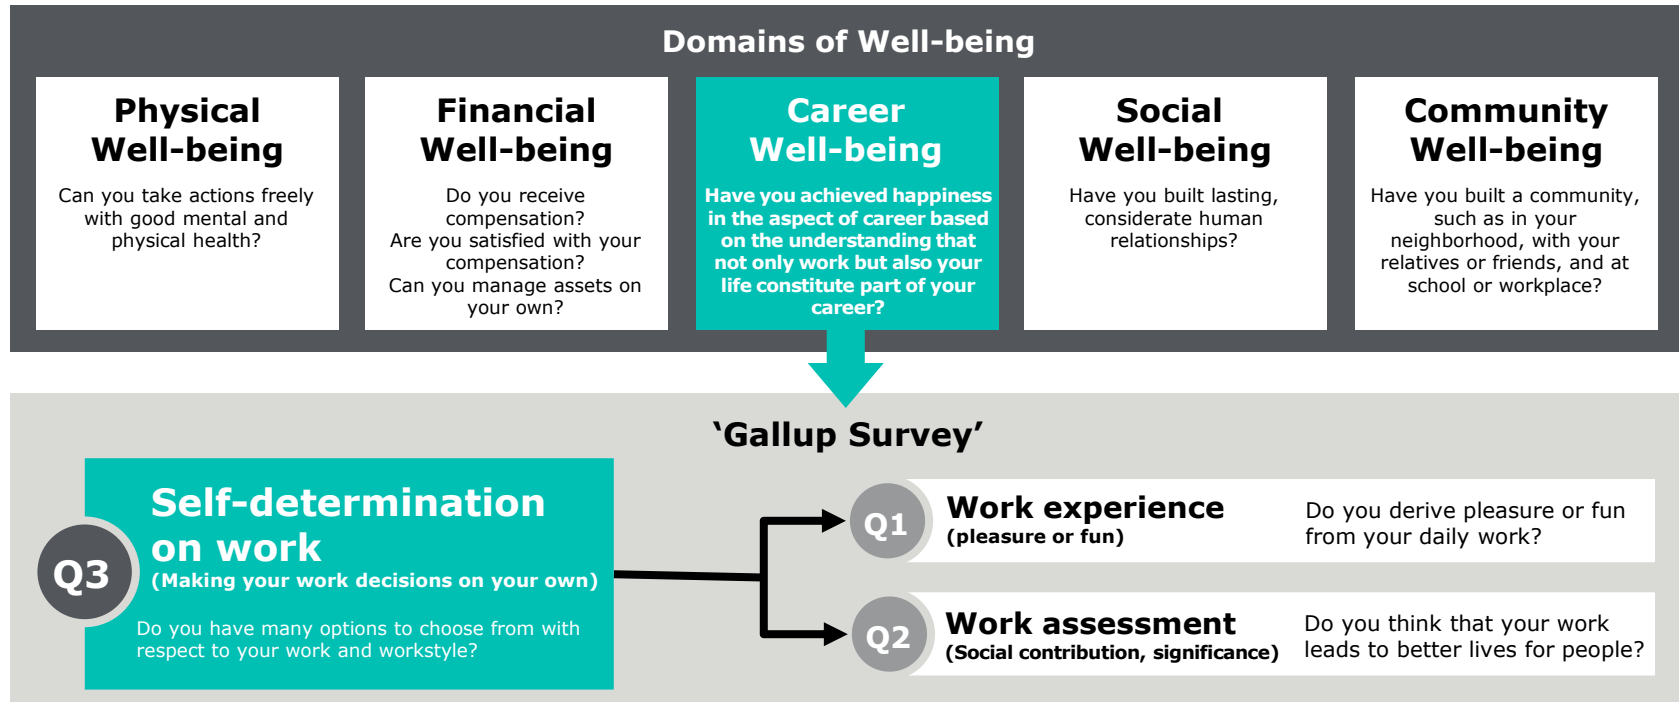 Domains of Well-being
Physical
Well-being
Can you take actions freely
with good mental and
physical health?
Financial
Well-being
Do you receive
compensation?
Are you satisfied with your
compensation?
Can you manage assets on
your own?
Career
Well-being
Have you achieved happiness
in the aspect of career based
on the understanding that
not only work but also your
life constitute part of your
career?
Social
Well-being
Have you built lasting,
considerate human
relationships?
Community
Well-being
Have you built a community,
such as in your
neighborhood, with your
relatives or friends, and at
school or workplace?
‘Gallup Survey’
Q3
Self-determination
on work
(Making your work decisions on your own)
Do you have many options to choose from with
respect to your work and workstyle?
Q1
Work experience
(pleasure or fun)
Do you derive pleasure or fun
from your daily work?
Q2
Work assessment
(Social contribution, significance)
Do you think that your work
leads to better lives for people?